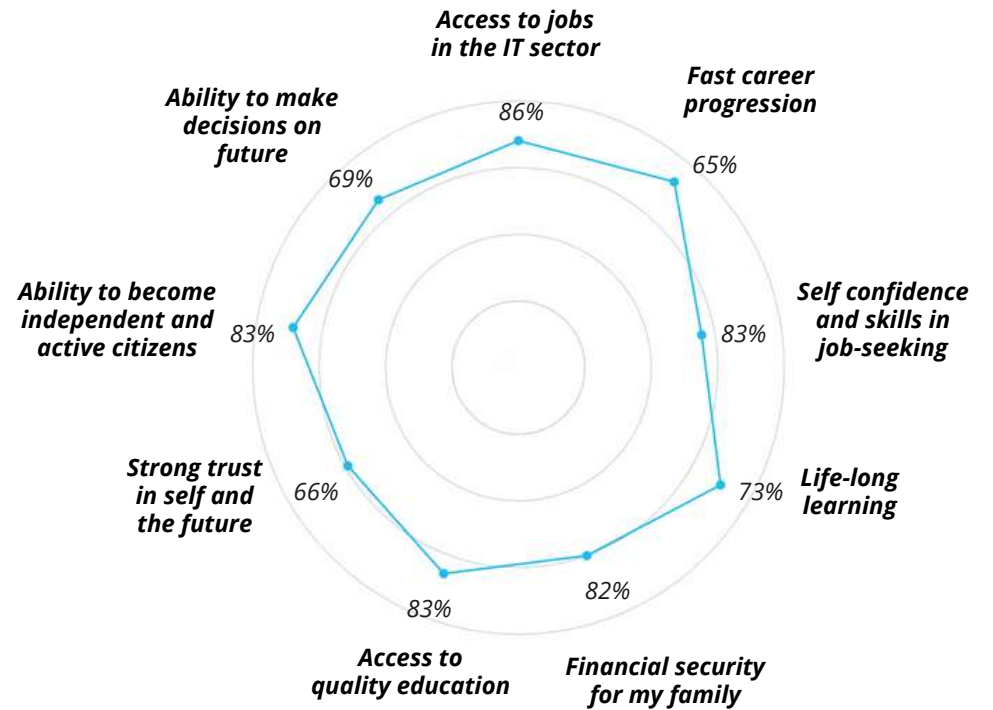 Access to jobs
in the IT sector
86%
Fast career
progression
65%
Self confidence
and skills in
job-seeking
83%
Life-long
learning
73%
Financial security
for my family
82%
Access to
quality education
83%
Strong trust
in self and
the future
66%
Ability to become
independent and
active citizens
83%
Ability to make
decisions on
future
69%